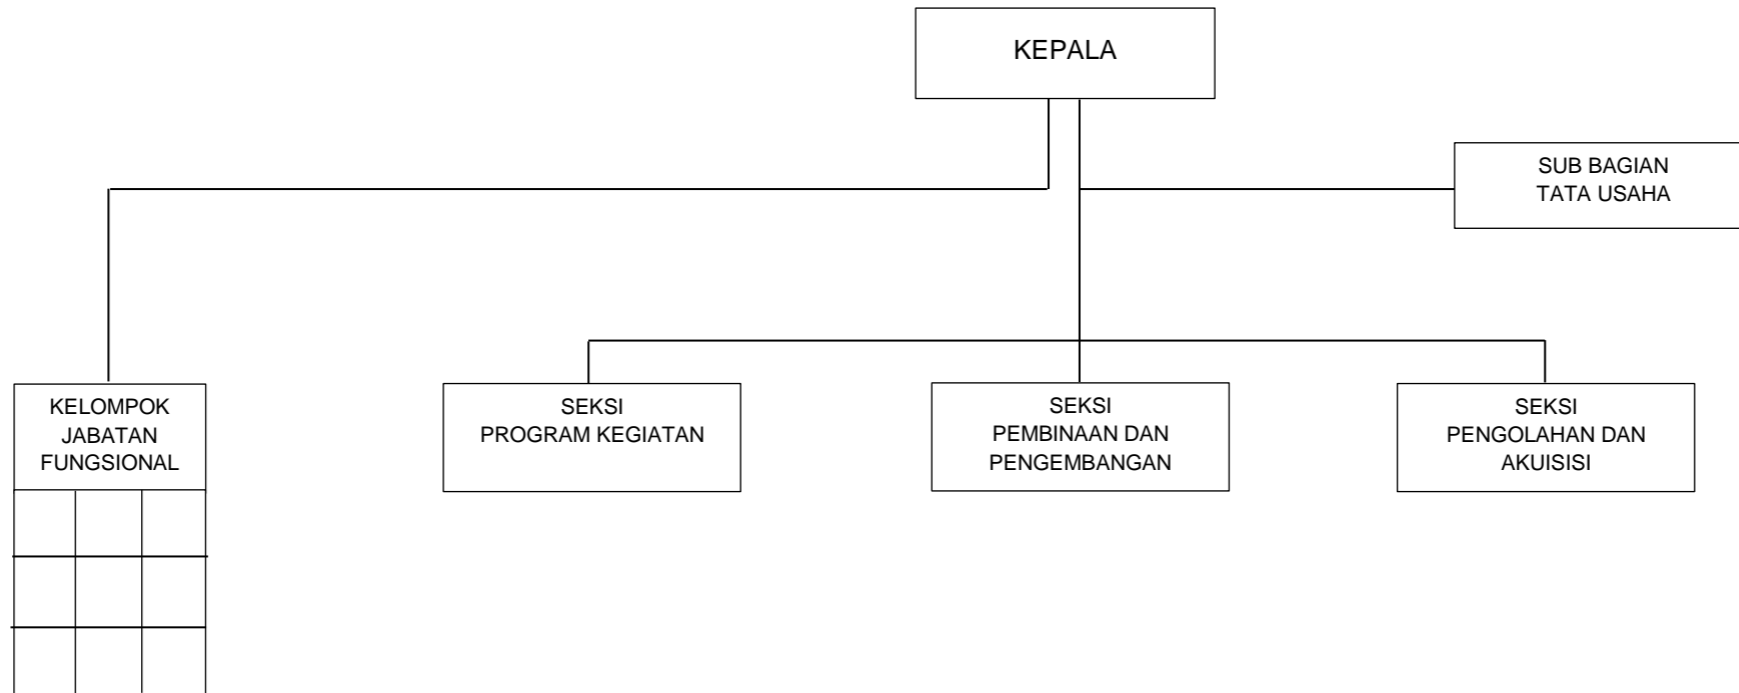 KEPALA
SUB BAGIAN
TATA USAHA
KELOMPOK
JABATAN
FUNGSIONAL
SEKSI
PROGRAM KEGIATAN
SEKSI
PEMBINAAN DAN
PENGEMBANGAN
SEKSI
PENGOLAHAN DAN
AKUISISI